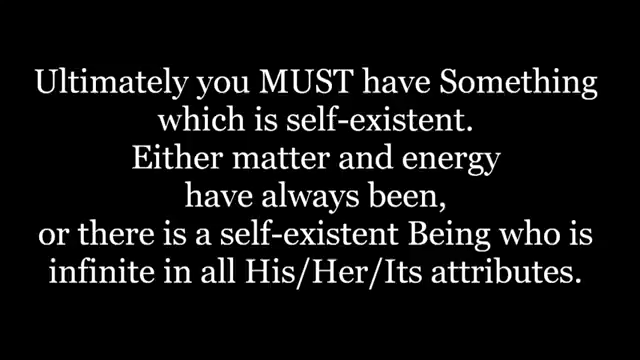 Ultimately you MUST have Something
which is self-existent.
Either matter and energy
have always been,
or there is a self-existent Being who is
infinite in all His/Her/Its attributes.